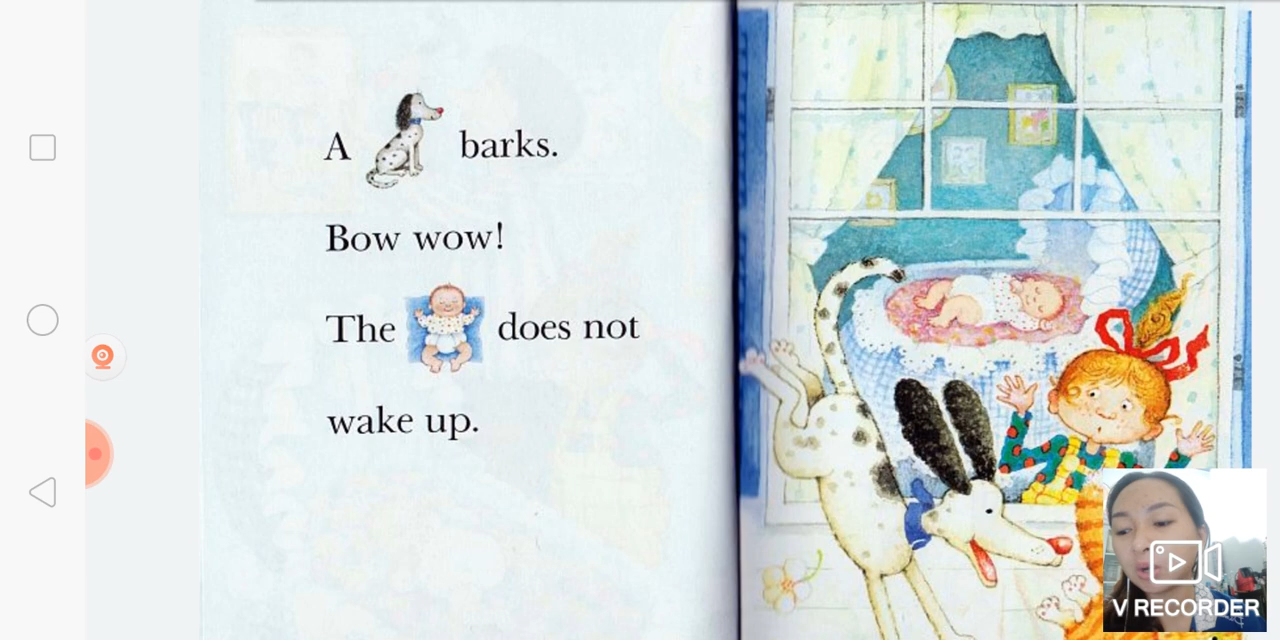 A barks.
Bow wow!
The does not
wake up.
V RECORDER